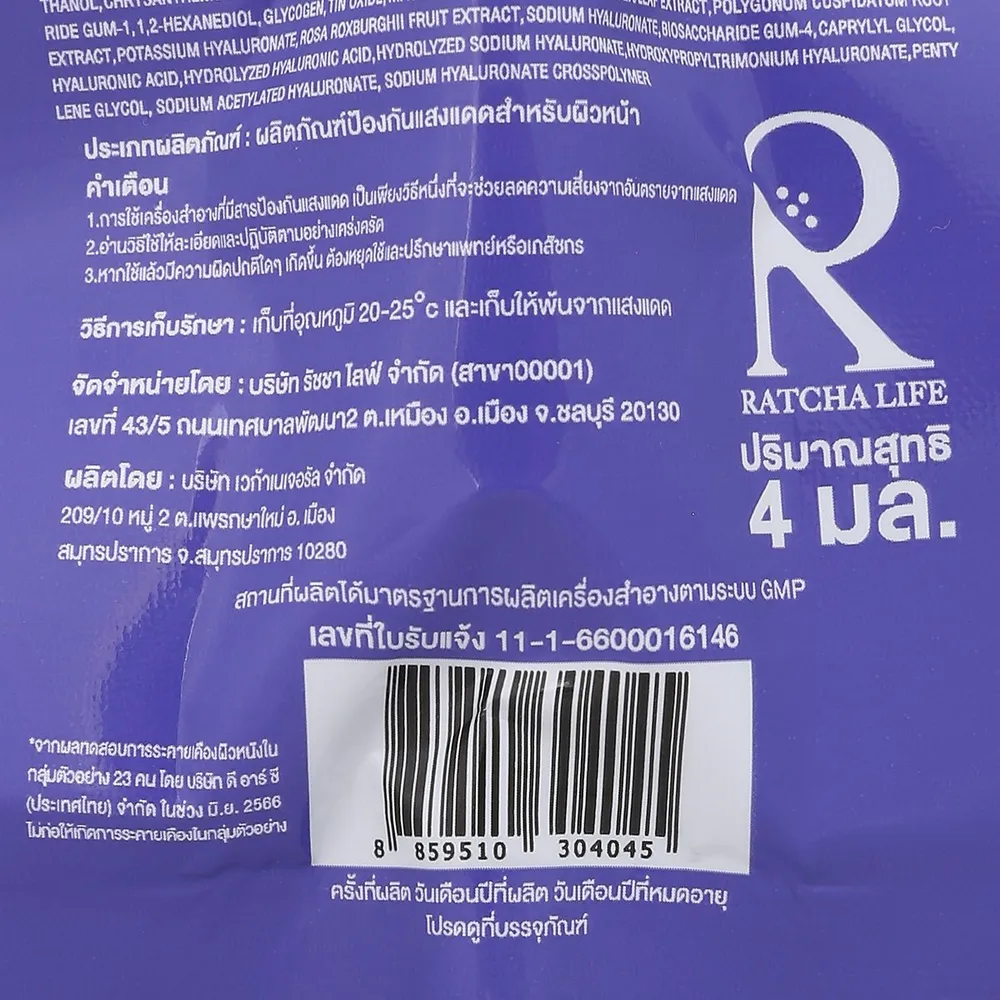 THANOL, CHRYSANTHE
EXTRACT, POLYGONUM CUSPIDATUM ROOT
RIDE GUM-1, 1,2-HEXANEDIOL, GLYCOGEN, TIN OXIDE,
EXTRACT, POTASSIUM HYALURONATE, ROSA ROXBURGHII FRUIT EXTRACT, SODIUM HYALURONATE, BIOSACCHARIDE GUM-4, CAPRYLYL GLYCOL,
HYALURONIC ACID, HYDROLYZED HYALURONIC ACID, HYDROLYZED SODIUM HYALURONATE, HYDROXYPROPYLTRIMONIUM HYALURONATE, PENTY
LENE GLYCOL, SODIUM ACETYLATED HYALURONATE, SODIUM HYALURONATE CROSSPOLYMER
ประเภทผลิตภัณฑ์ : ผลิตภัณฑ์ป้องกันแสงแดดสำหรับผิวหน้า
คำเตือน
1.การใช้เครื่องสำอางที่มีสารป้องกันแสงแดด เป็นเพียงวิธีหนึ่งที่จะช่วยลดความเสี่ยงจากอันตรายจากแสงแดด
2.อ่านวิธีใช้ให้ละเอียดและปฏิบัติตามอย่างเคร่งครัด
3.หากใช้แล้วมีความผิดปกติใดๆ เกิดขึ้น ต้องหยุดใช้และปรึกษาแพทย์หรือเภสัชกร
วิธีการเก็บรักษา : เก็บที่อุณหภูมิ 20-25°c และเก็บให้พ้นจากแสงแดด
จัดจำหน่ายโดย : บริษัท รัชชา ไลฟ์ จำกัด (สาขา00001)
เลขที่ 43/5 ถนนเทศบาลพัฒนา2 ต.เหมือง อ.เมือง จ.ชลบุรี 20130
RATCHA LIFE
ปริมาณสุทธิ
4 มล.
ผลิตโดย : บริษัท เวก้าเนเจอรัล จำกัด
209/10 หมู่ 2 ต.แพรกษาใหม่ อ. เมือง
สมุทรปราการ จ.สมุทรปราการ 10280
สถานที่ผลิตได้มาตรฐานการผลิตเครื่องสำอางตามระบบ GMP
เลขที่ใบรับแจ้ง 11-1-6600016146
*จากผลทดสอบการระคายเคืองผิวหนังใน
กลุ่มตัวอย่าง 23 คน โดย บริษัท ดี อาร์ ซี
(ประเทศไทย) จำกัด ในช่วง มิ.ย. 2566
ไม่ก่อให้เกิดการระคายเคืองในกลุ่มตัวอย่าง
8 859510 304045
ครั้งที่ผลิต วันเดือนปีที่ผลิต วันเดือนปีที่หมดอายุ
โปรดดูที่บรรจุภัณฑ์